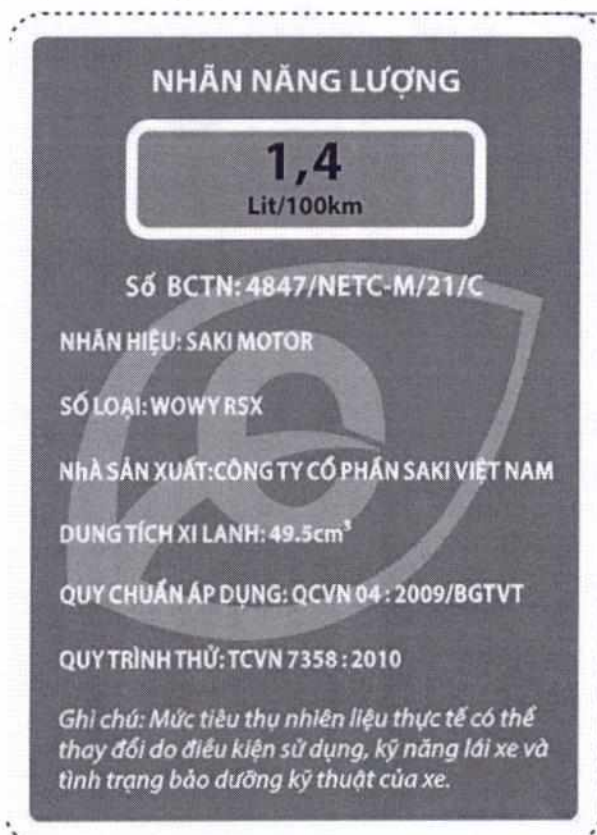 NHÃN NĂNG LƯỢNG
1,4
Lit/100km
Số BCTN: 4847/NETC-M/21/C
NHÃN HIỆU: SAKI MOTOR
SỐ LOẠI: WOWY RSX
NhÀ SẢN XUẤT:CÔNG TY CỔ PHẦN SAKI VIỆT NAM
DUNG TÍCH XI LANH: 49.5cm³
QUY CHUẨN ÁP DỤNG: QCVN 04 : 2009/BGTVT
QUY TRÌNH THỬ: TCVN 7358 : 2010
Ghi chú: Mức tiêu thụ nhiên liệu thực tế có thể
thay đổi do điều kiện sử dụng, kỹ năng lái xe và
tình trạng bảo dưỡng kỹ thuật của xe.